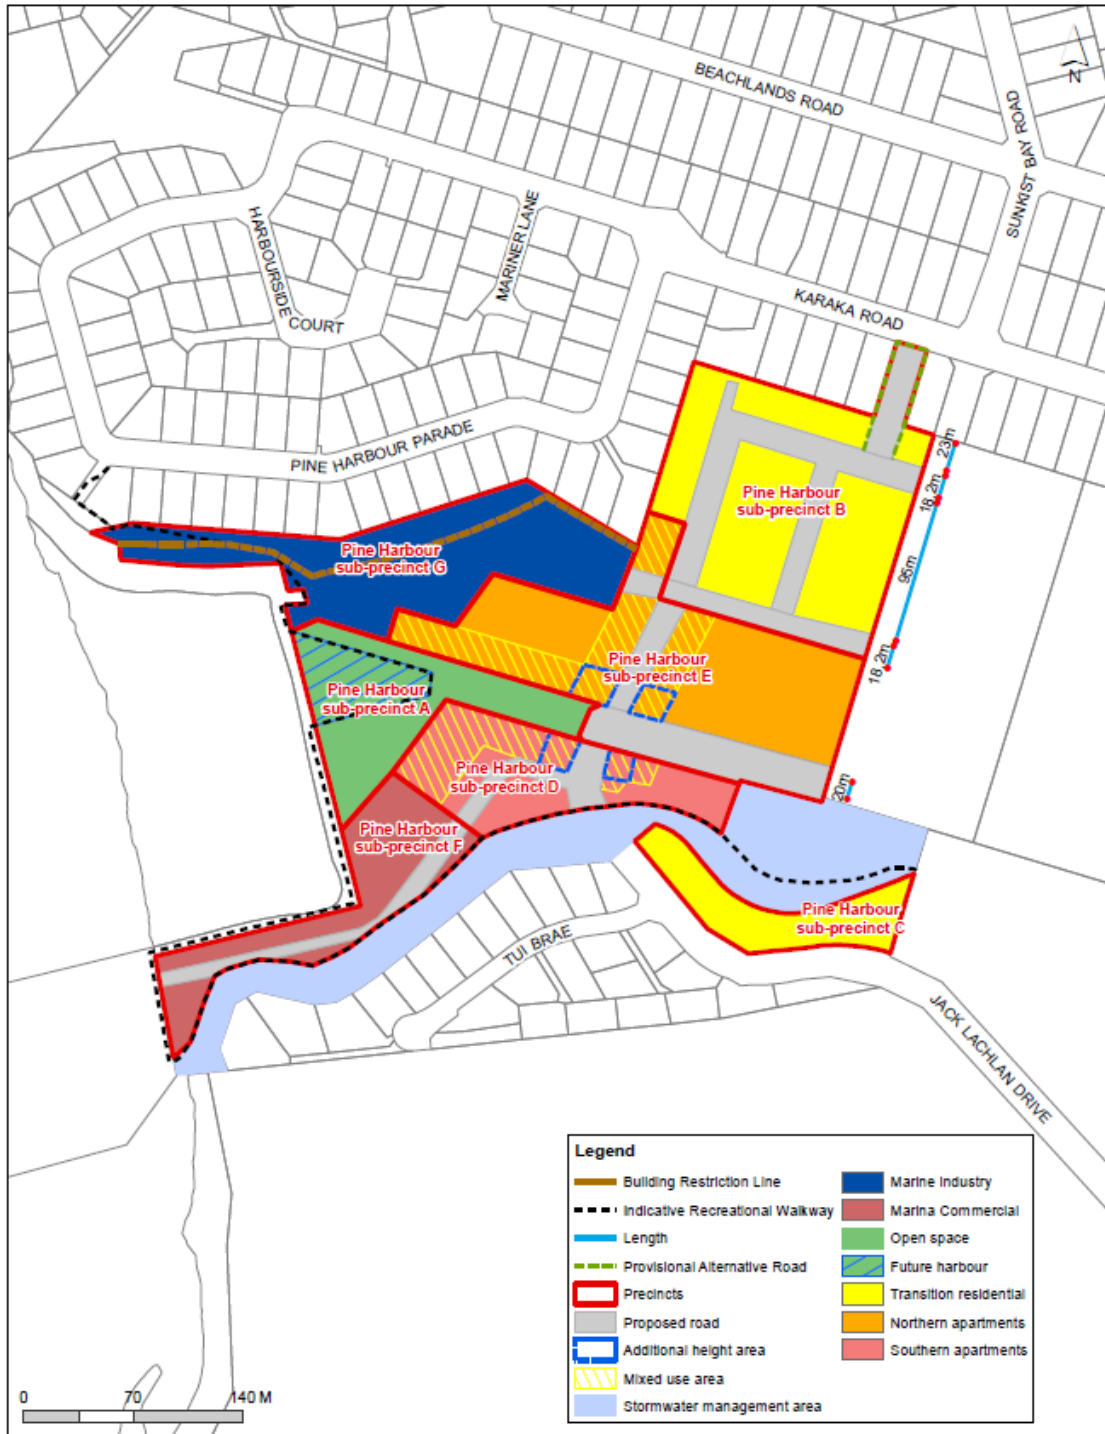 N
BEACHLANDS ROAD
SUNKIST BAY ROAD
MARINER LANE
HARBOURSIDE
COURT
KARAKA ROAD
PINE HARBOUR PARADE
23m
18.2m
95m
18.2m
20m
Pine Harbour
sub-precinct B
Pine Harbour
sub-precinct G
Pine Harbour
sub-precinct E
Pine Harbour
sub-precinct A
Pine Harbour
sub-precinct D
Pine Harbour
sub-precinct F
Pine Harbour
sub-precinct C
TUI BRAE
JACK LACHLAN DRIVE
Legend
Building Restriction Line
Indicative Recreational Walkway
Length
Provisional Alternative Road
Precincts
Proposed road
Additional height area
Mixed use area
Stormwater management area
Marine Industry
Marina Commercial
Open space
Future harbour
Transition residential
Northern apartments
Southern apartments
0 70 140 M